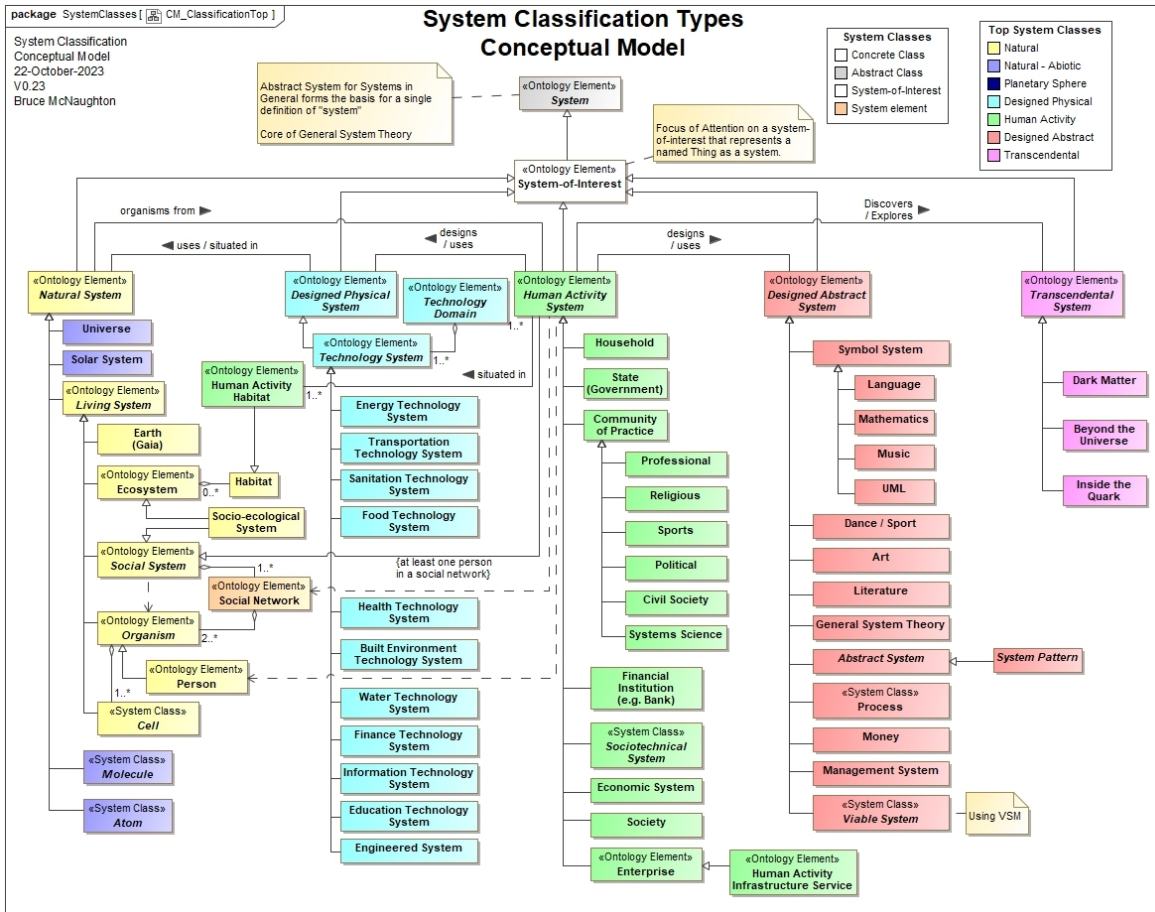 package SystemClasses [ CM_ClassificationTop ]
System Classification Types
Conceptual Model
System Classification
Conceptual Model
22-October-2023
V0.23
Bruce McNaughton
Abstract System for Systems in
General forms the basis for a single
definition of "system"
Core of General System Theory
«Ontology Element»
System
System Classes
Concrete Class
Abstract Class
System-of-Interest
System element
Top System Classes
Natural
Natural - Abiotic
Planetary Sphere
Designed Physical
Human Activity
Designed Abstract
Transcendental
Focus of Attention on a system-
of-interest that represents a
named Thing as a system.
«Ontology Element»
System-of-Interest
organisms from
uses / situated in
designs
/ uses
designs
/ uses
Discovers
/ Explores
«Ontology Element»
Natural System
«Ontology Element»
Designed Physical
System
«Ontology Element»
Technology
Domain
1..*
«Ontology Element»
Human Activity
System
«Ontology Element»
Designed Abstract
System
«Ontology Element»
Transcendental
System
Universe
Solar System
«Ontology Element»
Living System
Earth
(Gaia)
«Ontology Element»
Ecosystem
0..*
Habitat
Socio-ecological
System
«Ontology Element»
Social System
1..*
«Ontology Element»
Social Network
«Ontology Element»
Organism
2..*
«Ontology Element»
Person
1..*
«System Class»
Cell
«System Class»
Molecule
«System Class»
Atom
«Ontology Element»
Human Activity
Habitat
1..*
situated in
«Ontology Element»
Technology System
1..*
Energy Technology
System
Transportation
Technology System
Sanitation Technology
System
Food Technology
System
{at least one person
in a social network}
Health Technology
System
Built Environment
Technology System
Water Technology
System
Finance Technology
System
Information Technology
System
Education Technology
System
Engineered System
Household
State
(Government)
Community
of Practice
Professional
Religious
Sports
Political
Civil Society
Systems Science
Financial
Institution
(e.g. Bank)
«System Class»
Sociotechnical
System
Economic System
Society
«Ontology Element»
Enterprise
«Ontology Element»
Human Activity
Infrastructure Service
Symbol System
Language
Mathematics
Music
UML
Dance / Sport
Art
Literature
General System Theory
Abstract System
System Pattern
«System Class»
Process
Money
Management System
«System Class»
Viable System
Using VSM
Dark Matter
Beyond the
Universe
Inside the
Quark